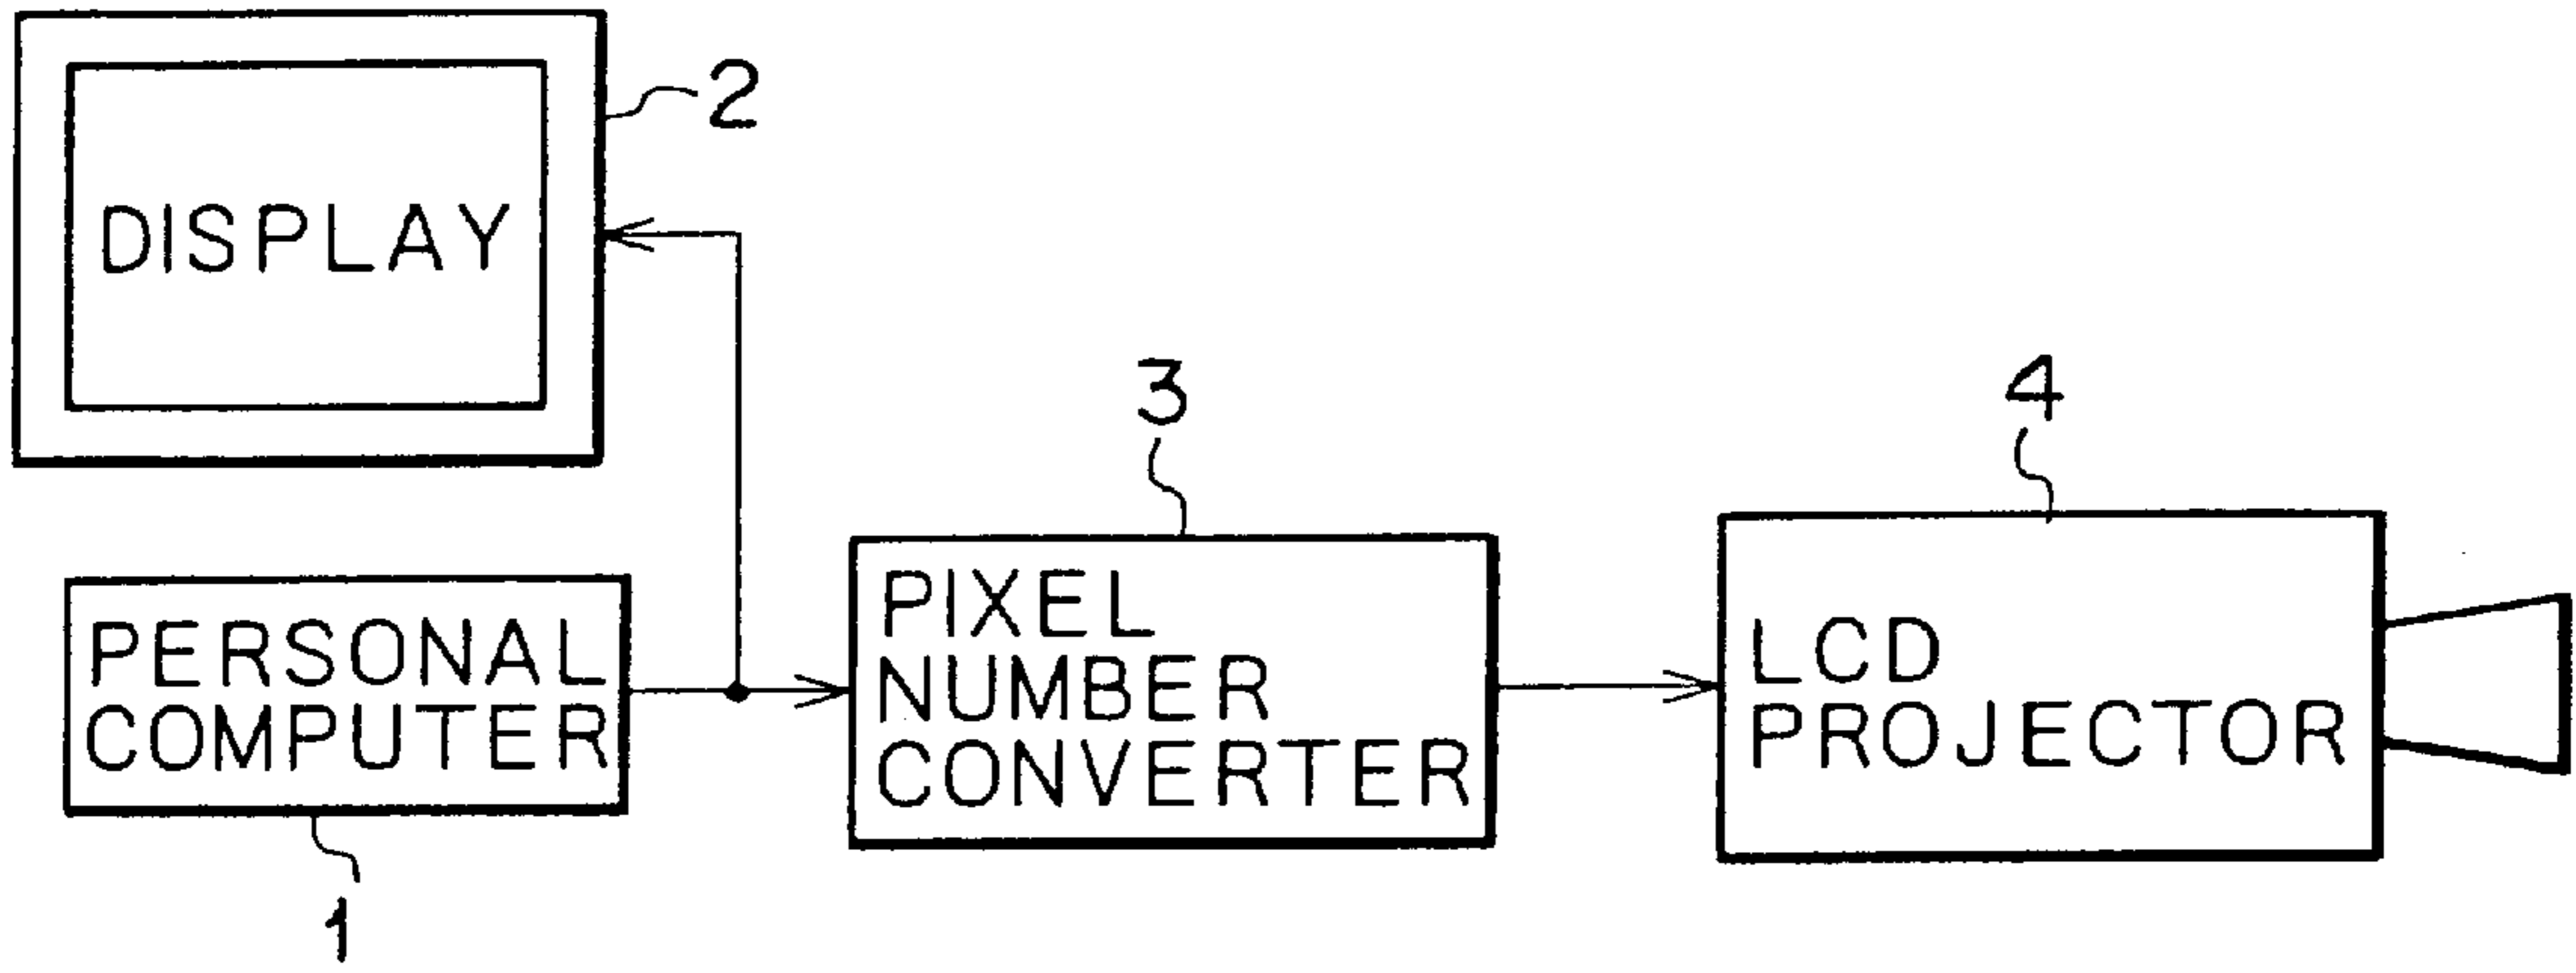 2
DISPLAY
3
4
PERSONAL
COMPUTER
1
PIXEL
NUMBER
CONVERTER
LCD
PROJECTOR